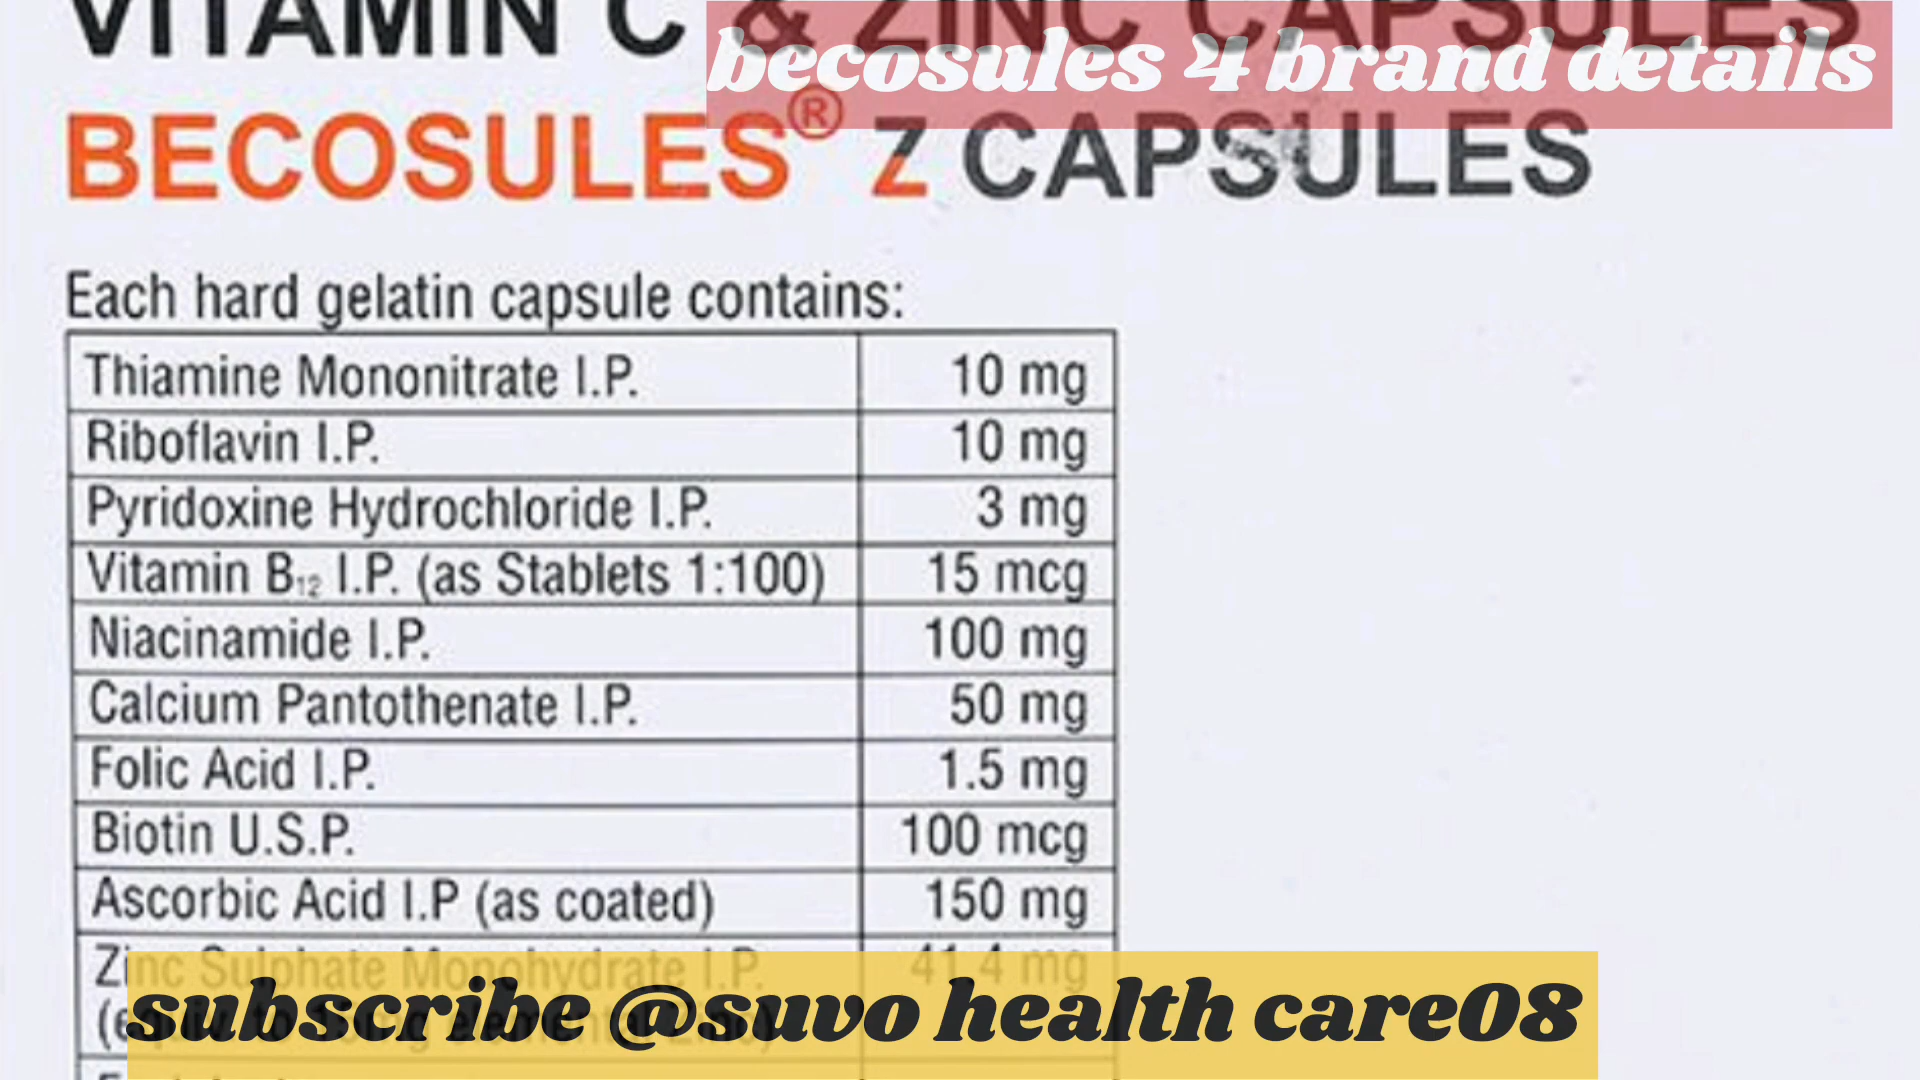 VITAMIN C & ZINC CAPSULES
becosules 4 brand details
BECOSULES® Z CAPSULES
Each hard gelatin capsule contains:
Thiamine Mononitrate I.P. 10 mg
Riboflavin I.P. 10 mg
Pyridoxine Hydrochloride I.P. 3 mg
Vitamin B₁₂ I.P. (as Stablets 1:100) 15 mcg
Niacinamide I.P. 100 mg
Calcium Pantothenate I.P. 50 mg
Folic Acid I.P. 1.5 mg
Biotin U.S.P. 100 mcg
Ascorbic Acid I.P (as coated) 150 mg
Zinc Sulphate Monohydrate I.P. 41.4 mg
subscribe @suvo health care08